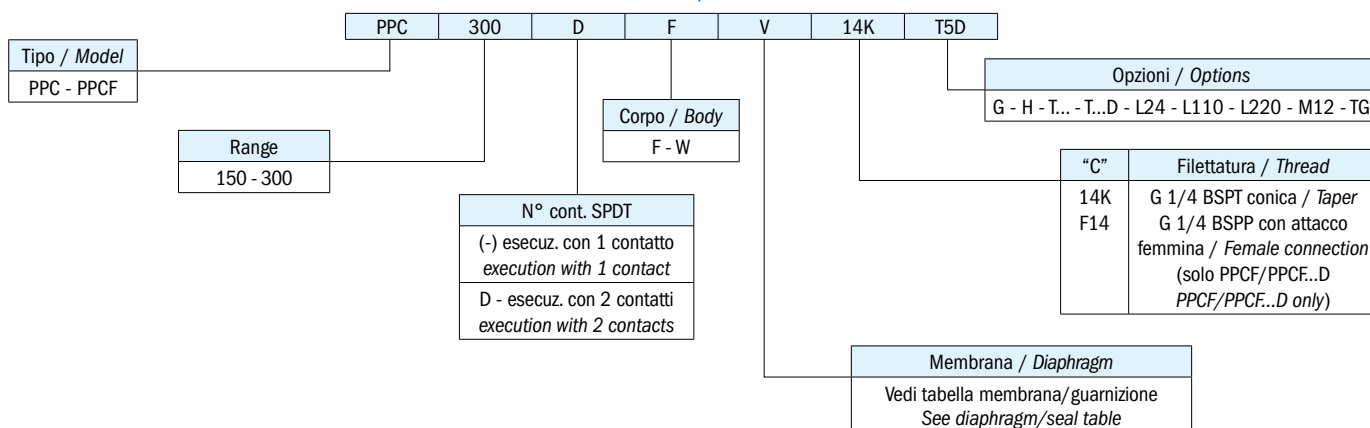 PPC 300 D F V 14K T5D
Tipo / Model
PPC - PPCF
Opzioni / Options
G - H - T... - T...D - L24 - L110 - L220 - M12 - TG
Corpo / Body
F - W
Range
150 - 300
"C" Filettatura / Thread
14K G 1/4 BSPT conica / Taper
F14 G 1/4 BSPP con attacco
femmina / Female connection
(solo PPCF/PPCF...D
PPCF/PPCF...D only)
N° cont. SPDT
(-) esecuz. con 1 contatto
execution with 1 contact
D - esecuz. con 2 contatti
execution with 2 contacts
Membrana / Diaphragm
Vedi tabella membrana/guarnizione
See diaphragm/seal table